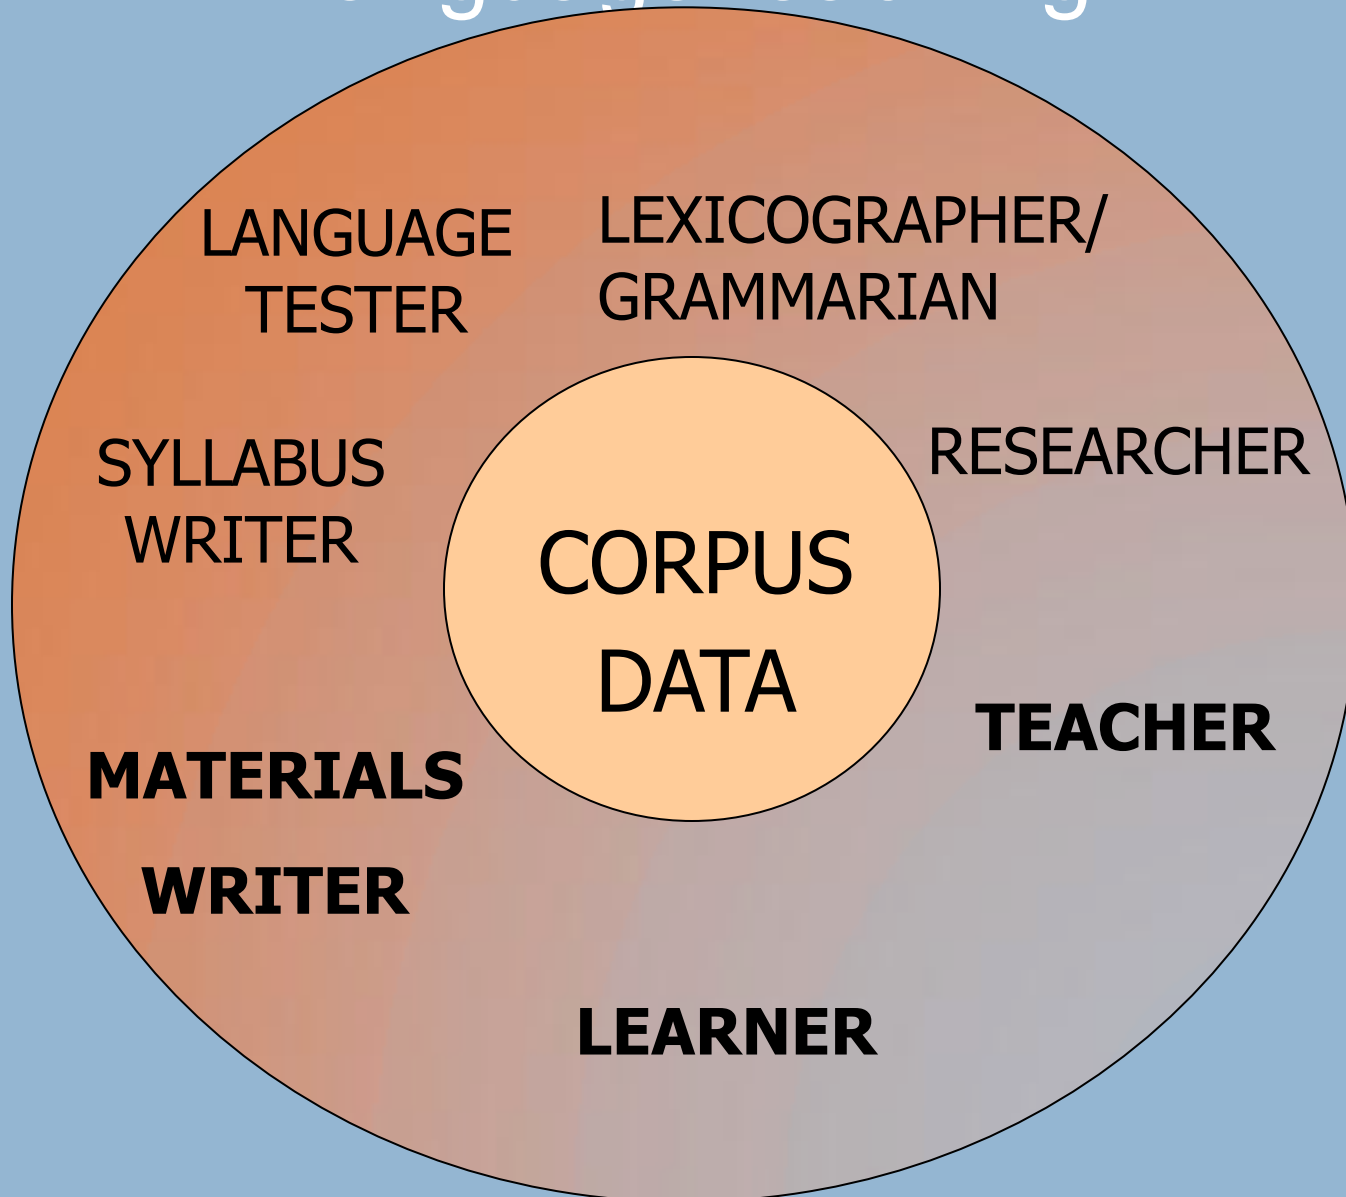 LANGUAGE
TESTER
LEXICOGRAPHER/
GRAMMARIAN
SYLLABUS
WRITER
RESEARCHER
CORPUS
DATA
MATERIALS
WRITER
TEACHER
LEARNER